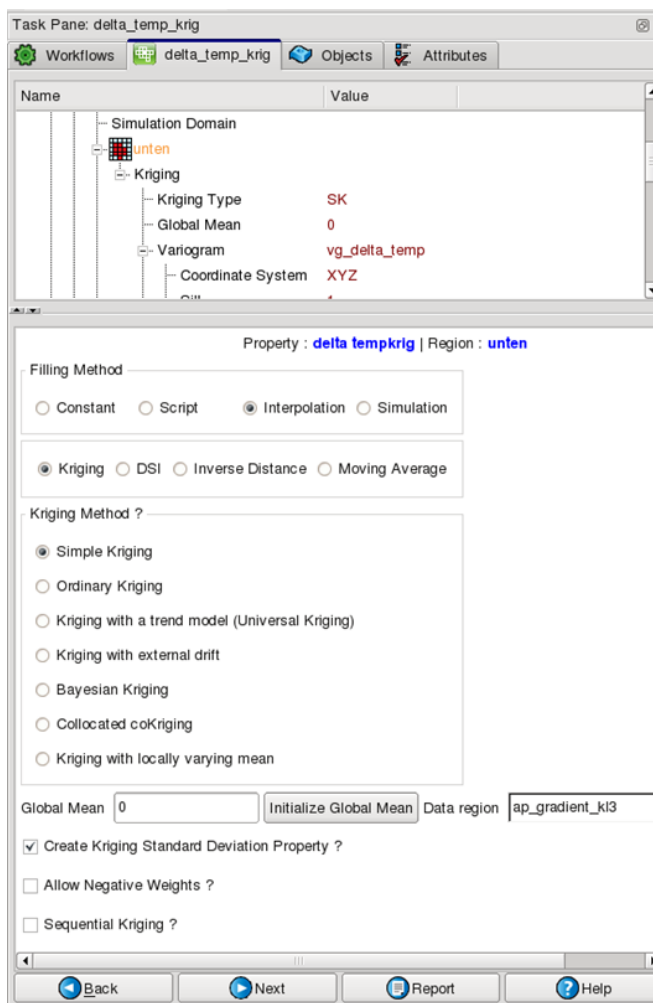 Task Pane: delta_temp_krig
Workflows delta_temp_krig Objects Attributes
Name Value
Simulation Domain
unten
Kriging
Kriging Type SK
Global Mean 0
Variogram vg_delta_temp
Coordinate System XYZ
Property : delta tempkrig | Region : unten
Filling Method
Constant Script Interpolation Simulation
Kriging DSI Inverse Distance Moving Average
Kriging Method ?
Simple Kriging
Ordinary Kriging
Kriging with a trend model (Universal Kriging)
Kriging with external drift
Bayesian Kriging
Collocated coKriging
Kriging with locally varying mean
Global Mean 0 Initialize Global Mean Data region ap_gradient_kl3
Create Kriging Standard Deviation Property ?
Allow Negative Weights ?
Sequential Kriging ?
Back Next Report Help